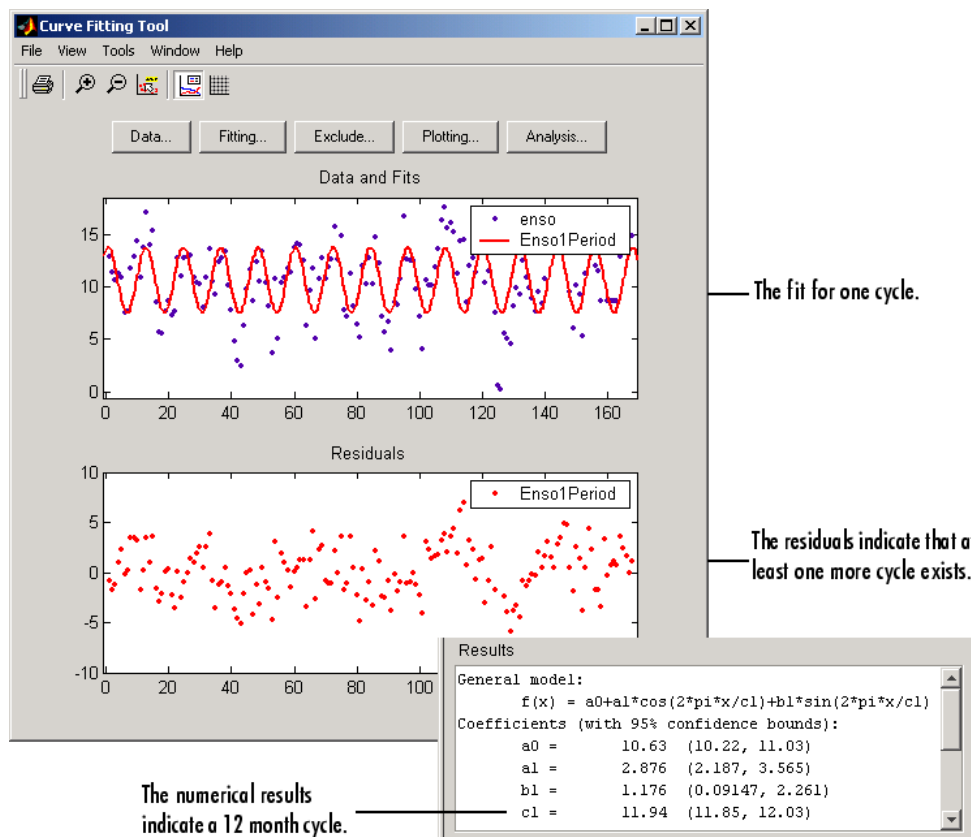 Curve Fitting Tool
File View Tools Window Help
Data... Fitting... Exclude... Plotting... Analysis...
Data and Fits
enso
Enso1Period
15
10
5
0
0 20 40 60 80 100 120 140 160
The fit for one cycle.
Residuals
Enso1Period
10
5
0
-5
-10
0 20 40 60 80 100
The residuals indicate that a
least one more cycle exists.
Results
General model:
f(x) = a0+a1*cos(2*pi*x/c1)+b1*sin(2*pi*x/c1)
Coefficients (with 95% confidence bounds):
a0 = 10.63 (10.22, 11.03)
a1 = 2.876 (2.187, 3.565)
b1 = 1.176 (0.09147, 2.261)
c1 = 11.94 (11.85, 12.03)
The numerical results
indicate a 12 month cycle.